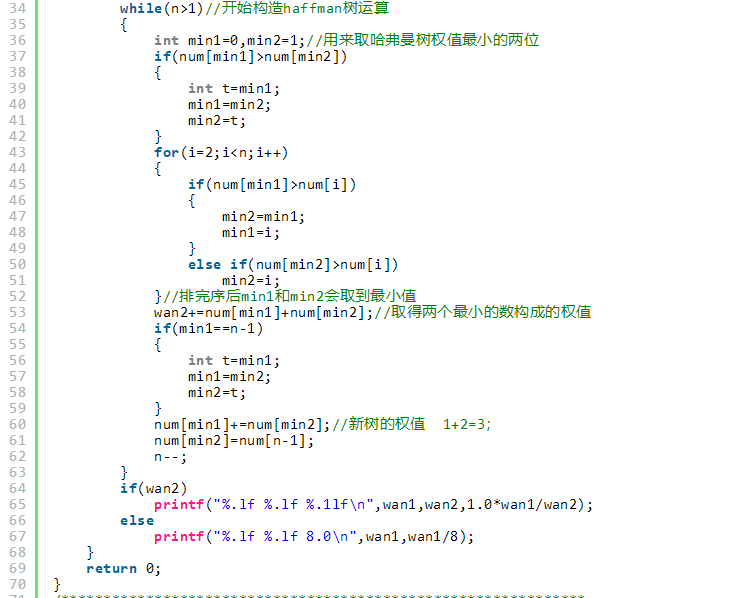 34 while(n>1)//开始构造haffman树运算
35 {
36 int min1=0,min2=1;//用来取哈弗曼树权值最小的两位
37 if(num[min1]>num[min2])
38 {
39 int t=min1;
40 min1=min2;
41 min2=t;
42 }
43 for(i=2;i<n;i++)
44 {
45 if(num[min1]>num[i])
46 {
47 min2=min1;
48 min1=i;
49 }
50 else if(num[min2]>num[i])
51 min2=i;
52 }//排完序后min1和min2会取到最小值
53 wan2+=num[min1]+num[min2];//取得两个最小的数构成的权值
54 if(min1==n-1)
55 {
56 int t=min1;
57 min1=min2;
58 min2=t;
59 }
60 num[min1]+=num[min2];//新树的权值 1+2=3;
61 num[min2]=num[n-1];
62 n--;
63 }
64 if(wan2)
65 printf("%.lf %.lf %.1lf\n",wan1,wan2,1.0*wan1/wan2);
66 else
67 printf("%.lf %.lf 8.0\n",wan1,wan1/8);
68 }
69 return 0;
70 }